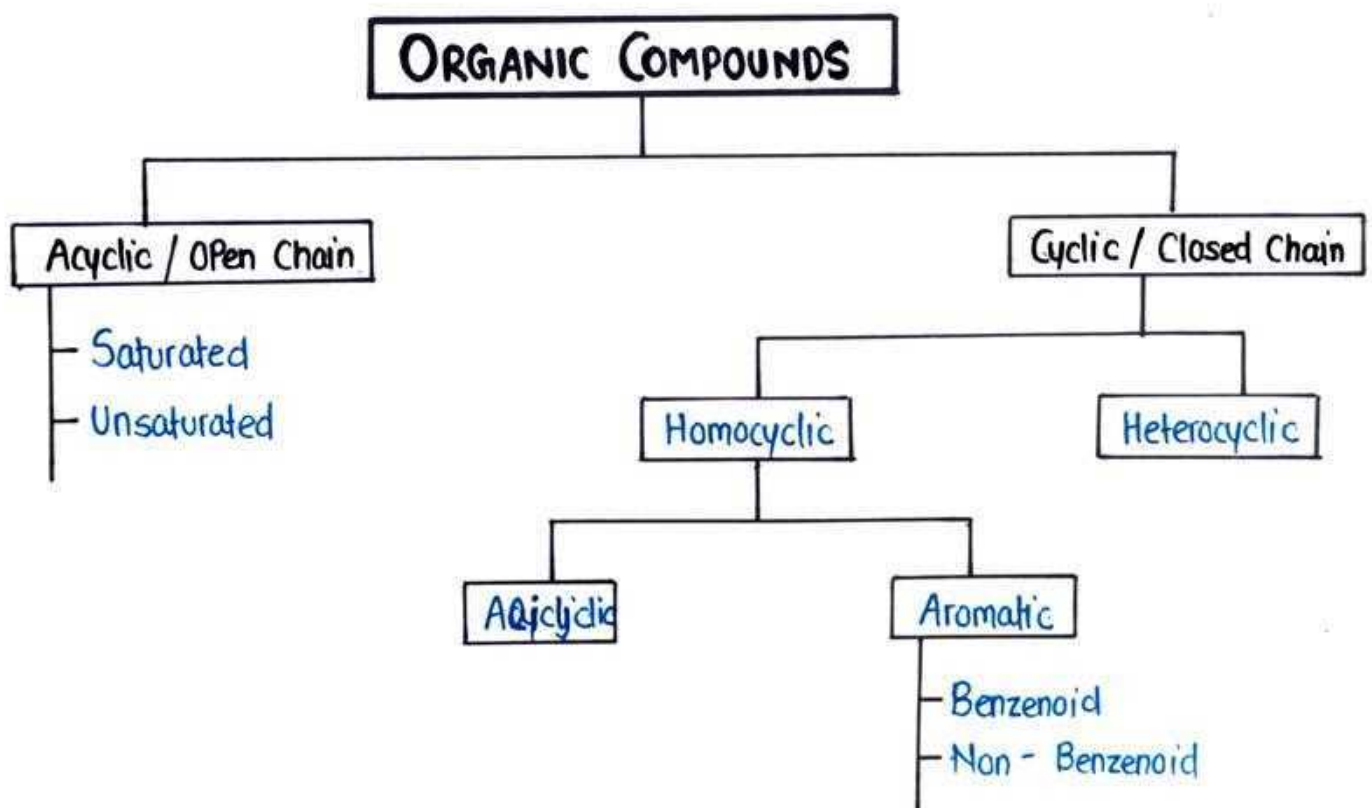 ORGANIC COMPOUNDS
Acyclic / Open Chain
Cyclic / Closed Chain
Saturated
Unsaturated
Homocyclic
Heterocyclic
Aromatic
Benzenoid
Non - Benzenoid